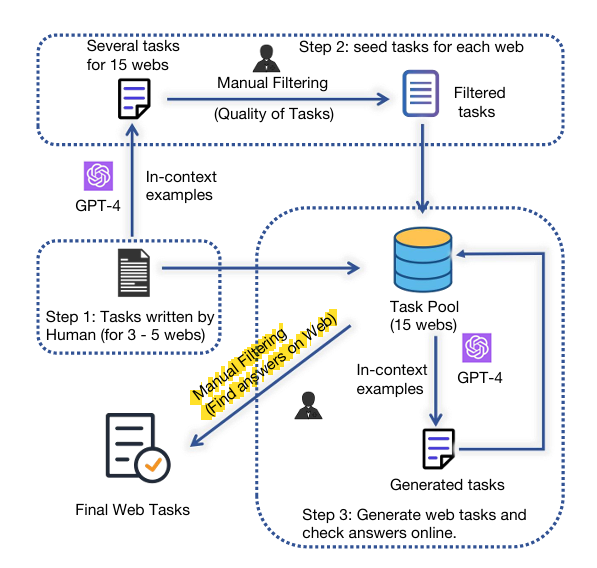 Several tasks
for 15 webs
Step 2: seed tasks for each web
Manual Filtering
(Quality of Tasks)
Filtered
tasks
GPT-4
In-context
examples
Step 1: Tasks written by
Human (for 3 - 5 webs)
Task Pool
(15 webs)
Manual Filtering
(Find answers on Web)
In-context
examples
GPT-4
Final Web Tasks
Generated tasks
Step 3: Generate web tasks and
check answers online.